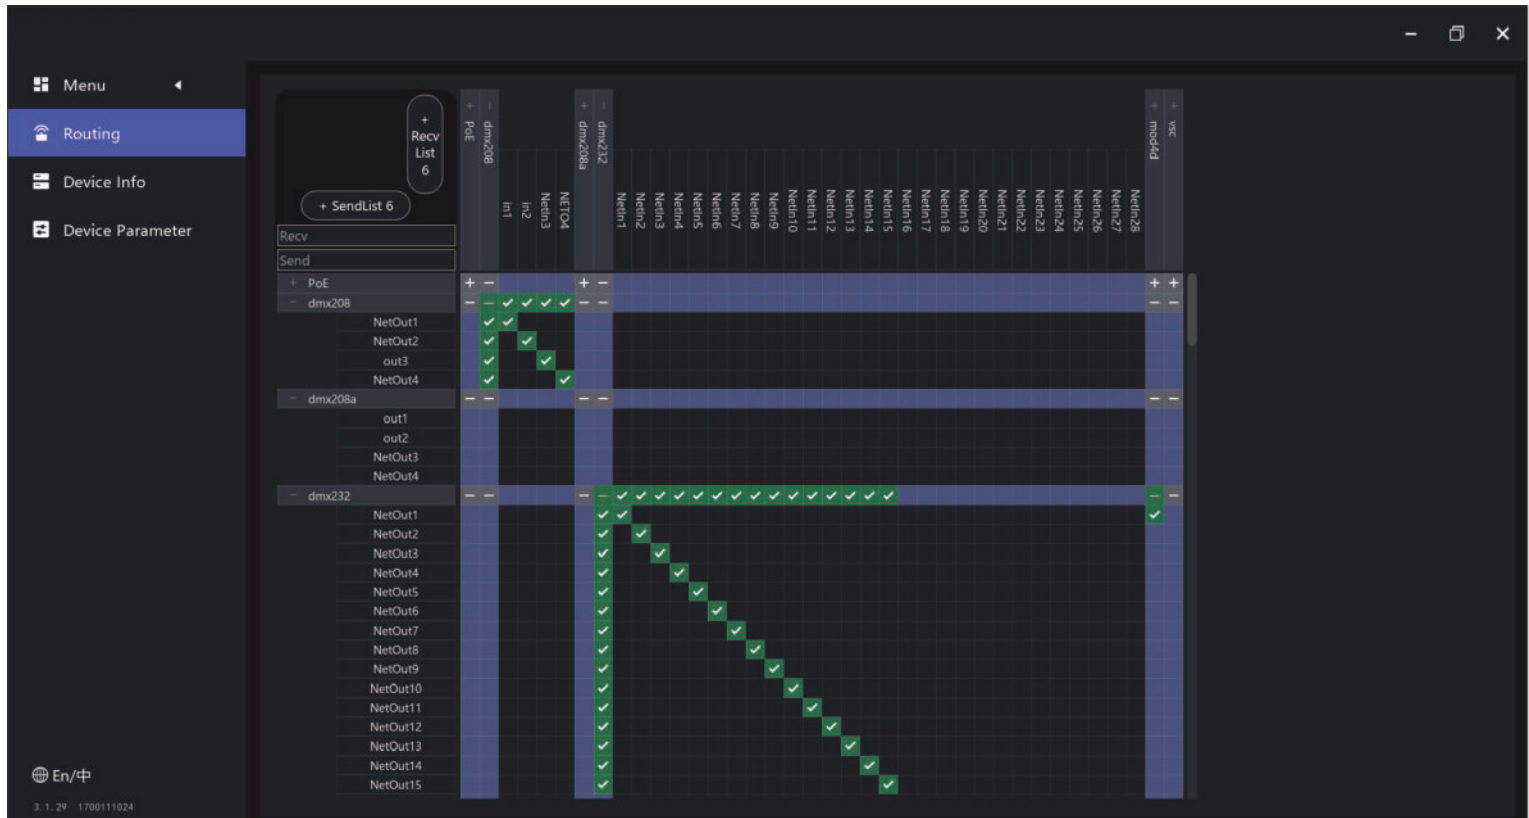 Menu
Routing
Device Info
Device Parameter
En/中
3. 1. 29 1700111024
+
Recv
List
6
+ SendList 6
Recv
Send
+ PoE
− dmx208
in1
in2
NetIn3
NETO4
+ dmx208a
− dmx232
NetIn1
NetIn2
NetIn3
NetIn4
NetIn5
NetIn6
NetIn7
NetIn8
NetIn9
NetIn10
NetIn11
NetIn12
NetIn13
NetIn14
NetIn15
NetIn16
NetIn17
NetIn18
NetIn19
NetIn20
NetIn21
NetIn22
NetIn23
NetIn24
NetIn25
NetIn26
NetIn27
NetIn28
+ mod4d
+ vsc
+ PoE
− dmx208
NetOut1
NetOut2
out3
NetOut4
− dmx208a
out1
out2
NetOut3
NetOut4
− dmx232
NetOut1
NetOut2
NetOut3
NetOut4
NetOut5
NetOut6
NetOut7
NetOut8
NetOut9
NetOut10
NetOut11
NetOut12
NetOut13
NetOut14
NetOut15